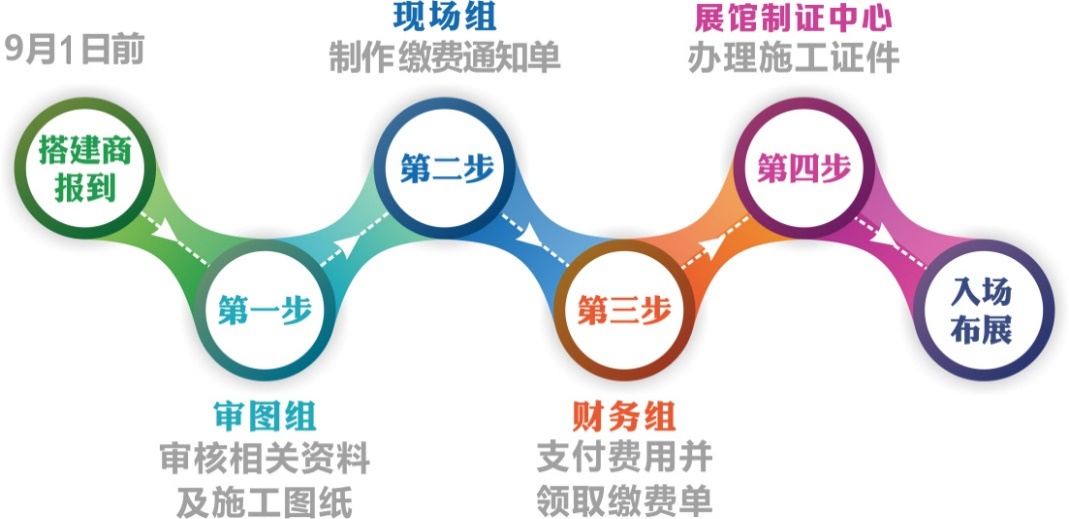 9月1日前
搭建商
报到
第一步
审图组
审核相关资料
及施工图纸
现场组
制作缴费通知单
第二步
第三步
财务组
支付费用并
领取缴费单
展馆制证中心
办理施工证件
第四步
入场
布展